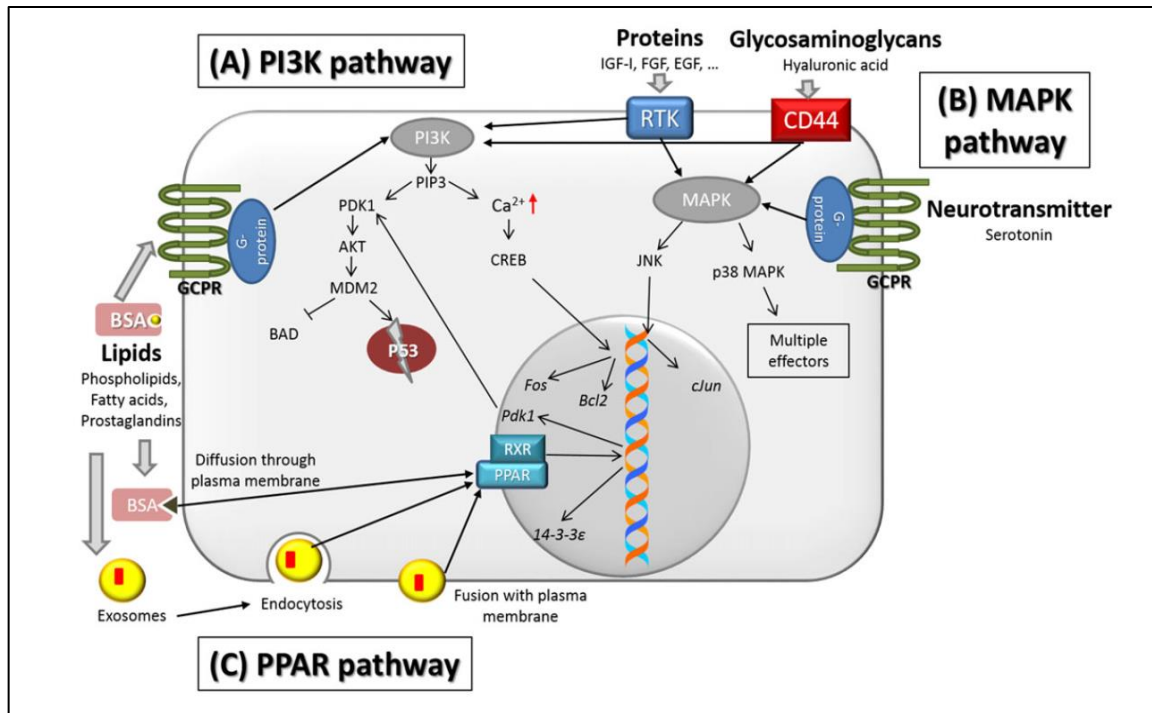 (A) PI3K pathway
Proteins
IGF-I, FGF, EGF, ...
Glycosaminoglycans
Hyaluronic acid
(B) MAPK
pathway
RTK
CD44
PI3K
PIP3
PDK1
Ca2+
MAPK
G-
protein
GCPR
G-
protein
GCPR
Neurotransmitter
Serotonin
AKT
CREB
JNK
p38 MAPK
MDM2
BAD
P53
Multiple
effectors
BSA
Lipids
Phospholipids,
Fatty acids,
Prostaglandins
Fos
Bcl2
cJun
Pdk1
RXR
PPAR
Diffusion through
plasma membrane
BSA
14-3-3ε
Exosomes
Endocytosis
Fusion with plasma
membrane
(C) PPAR pathway